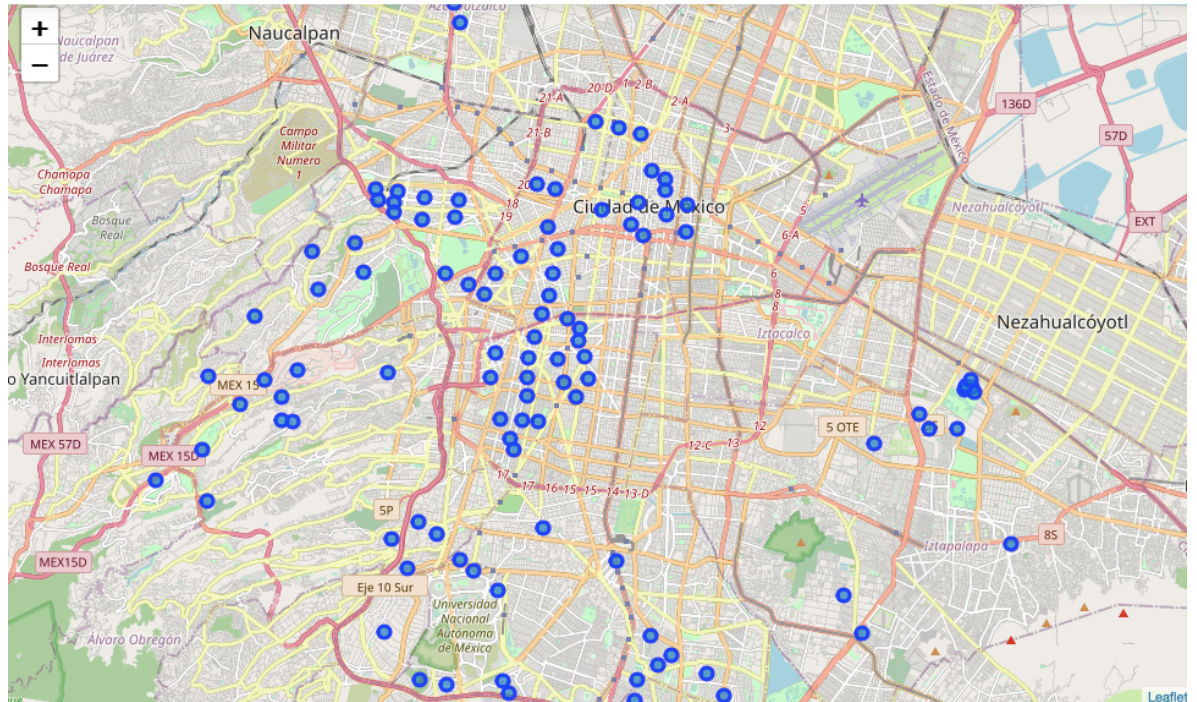 +
−
Naucalpan
Naucalpan
de Juárez
20-D
1
2-B
21-A
2-A
21-B
3
Campo
Militar
Numero
1
Estado de México
136D
57D
Chamapa
Chamapa
Bosque
Real
20
18
19
Ciudad de México
5
Nezahualcóyotl
EXT
6-A
Bosque Real
6
8
8
Iztacalco
Nezahualcóyotl
Interlomas
Interlomas
Yancuitlalpan
MEX 15
MEX 57D
MEX 15D
5 OTE
12
13
12-C
17
17
16
15
15
14
13-D
5P
8S
Iztapalapa
MEX15D
Eje 10 Sur
Universidad
Nacional
Autónoma
de México
Álvaro Obregón
Leaflet